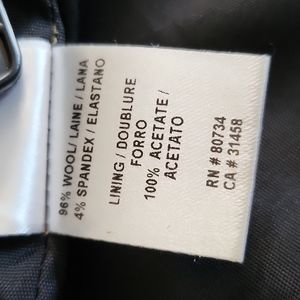 96% WOOL/ LAINE / LANA
4% SPANDEX / ELASTANO
LINING / DOUBLURE
FORRO
100% ACETATE /
ACETATO
RN # 80734
CA # 31458